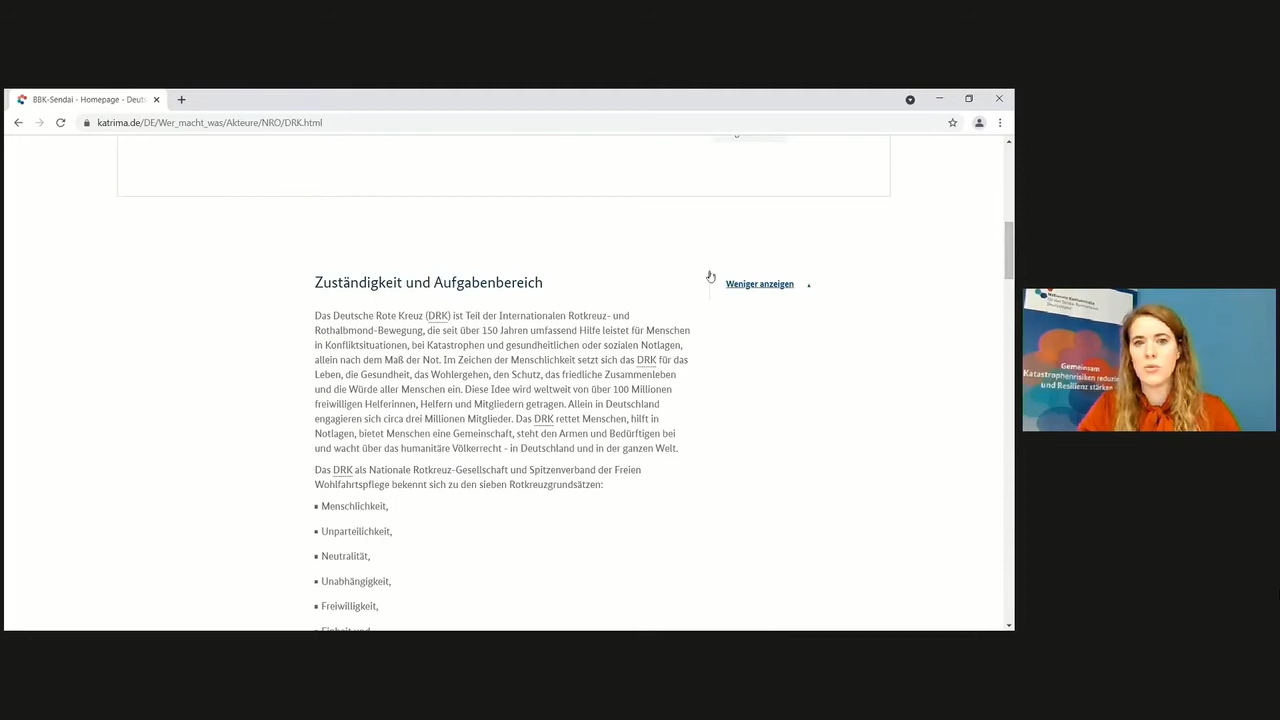 BBK-Sendai - Homepage - Deuts
katrima.de/DE/Wer_macht_was/Akteure/NRO/DRK.html
Zuständigkeit und Aufgabenbereich
Weniger anzeigen
Das Deutsche Rote Kreuz (DRK) ist Teil der Internationalen Rotkreuz- und
Rothalbmond-Bewegung, die seit über 150 Jahren umfassend Hilfe leistet für Menschen
in Konfliktsituationen, bei Katastrophen und gesundheitlichen oder sozialen Notlagen,
allein nach dem Maß der Not. Im Zeichen der Menschlichkeit setzt sich das DRK für das
Leben, die Gesundheit, das Wohlergehen, den Schutz, das friedliche Zusammenleben
und die Würde aller Menschen ein. Diese Idee wird weltweit von über 100 Millionen
freiwilligen Helferinnen, Helfern und Mitgliedern getragen. Allein in Deutschland
engagieren sich circa drei Millionen Mitglieder. Das DRK rettet Menschen, hilft in
Notlagen, bietet Menschen eine Gemeinschaft, steht den Armen und Bedürftigen bei
und wacht über das humanitäre Völkerrecht - in Deutschland und in der ganzen Welt.
Das DRK als Nationale Rotkreuz-Gesellschaft und Spitzenverband der Freien
Wohlfahrtspflege bekennt sich zu den sieben Rotkreuzgrundsätzen:
Menschlichkeit,
Unparteilichkeit,
Neutralität,
Unabhängigkeit,
Freiwilligkeit,
Einheit und
Nationale Kontaktstelle
Gemeinsam
Katastrophenrisiken reduzie
und Resilienz stärken